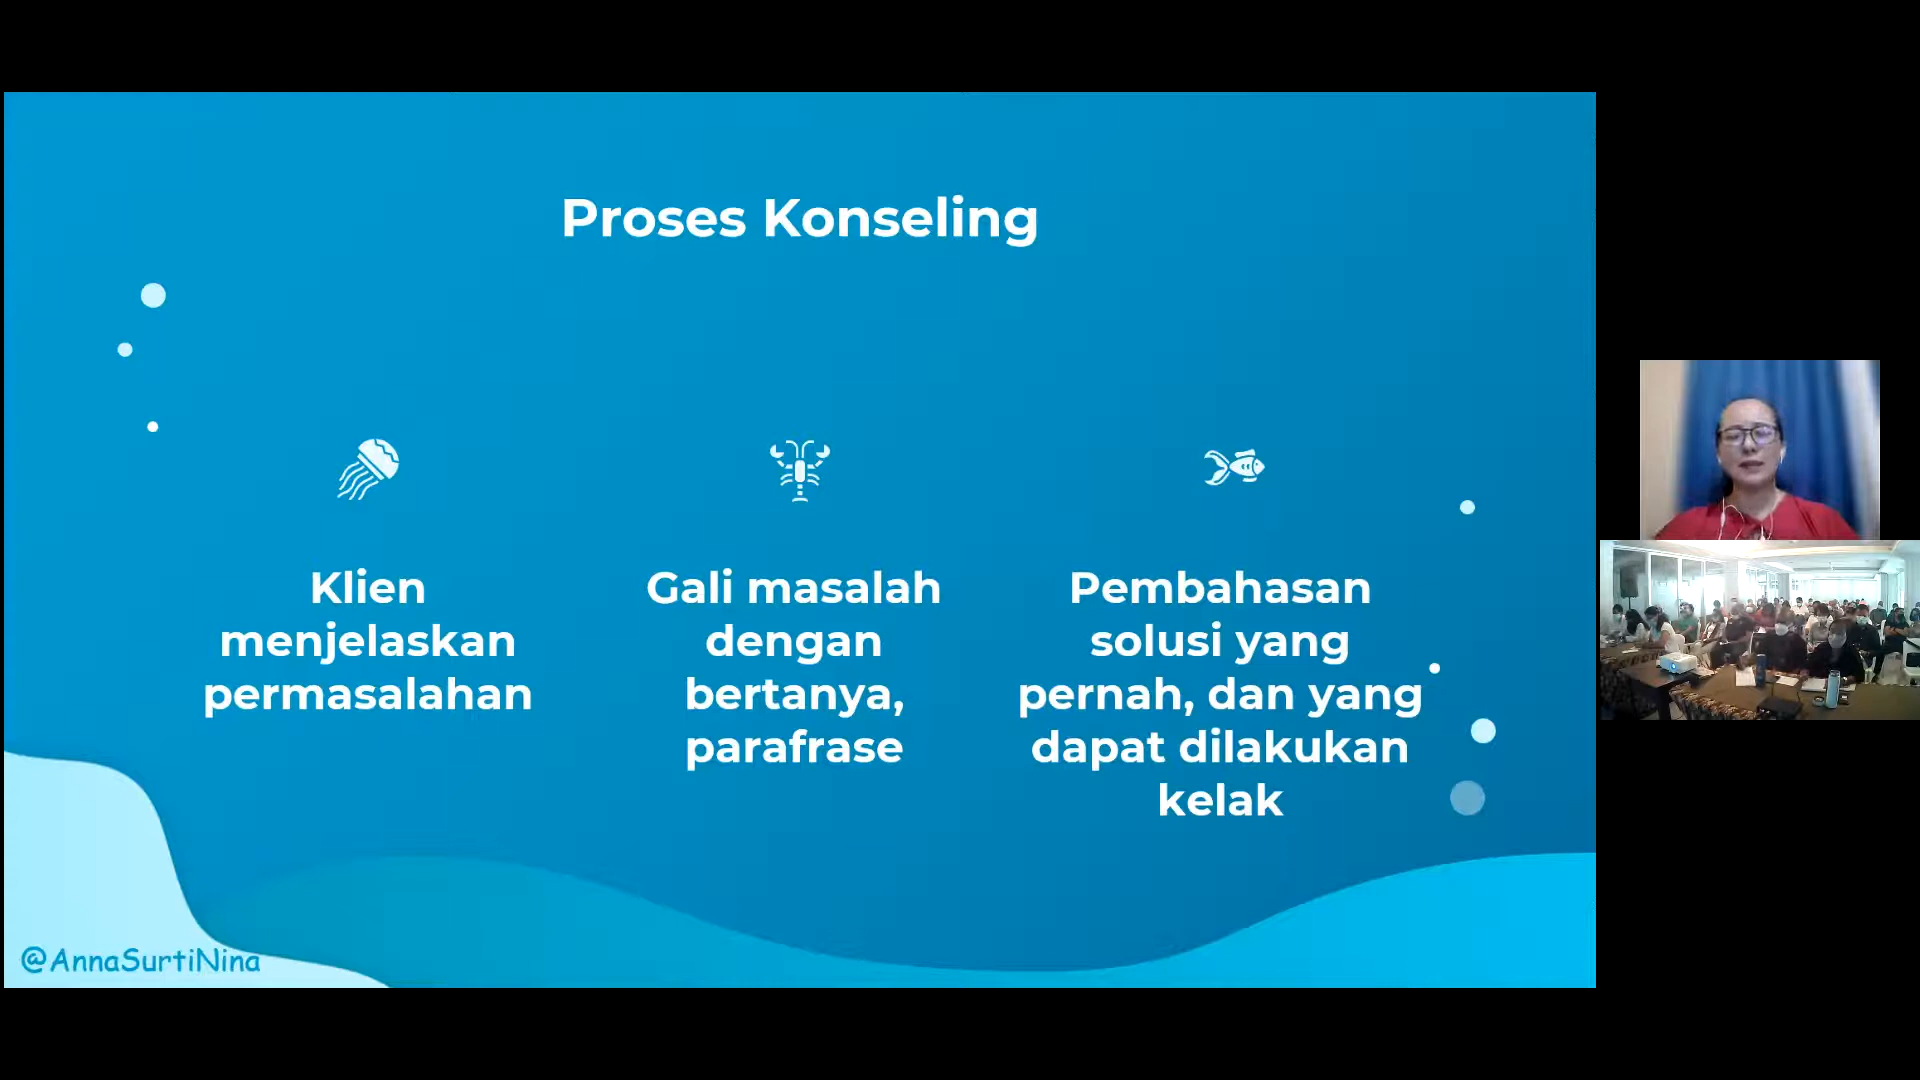 Proses Konseling
Klien
menjelaskan
permasalahan
Gali masalah
dengan
bertanya,
parafrase
Pembahasan
solusi yang
pernah, dan yang
dapat dilakukan
kelak
@AnnaSurtiNina